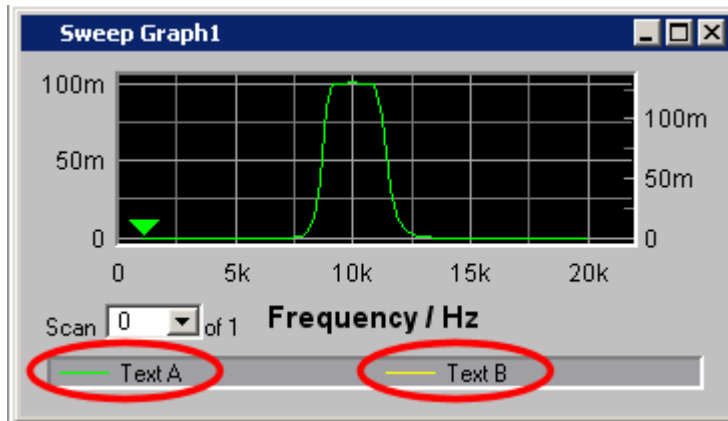 Sweep Graph1
100m
50m
0
100m
50m
0
0 5k 10k 15k 20k
Scan 0 of 1 Frequency / Hz
Text A Text B